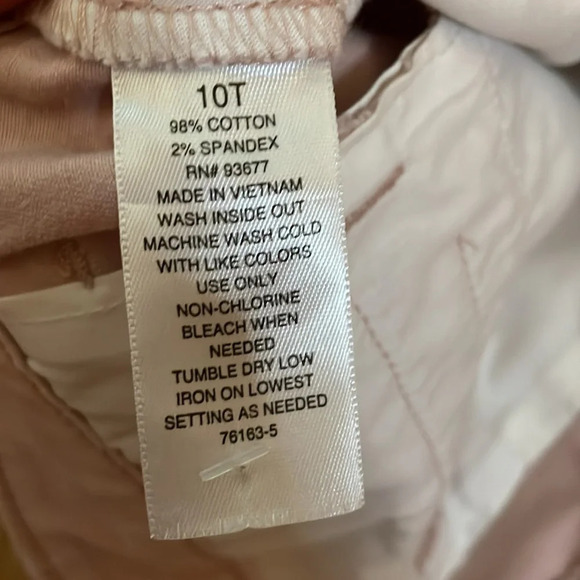 10T
98% COTTON
2% SPANDEX
RN# 93677
MADE IN VIETNAM
WASH INSIDE OUT
MACHINE WASH COLD
WITH LIKE COLORS
USE ONLY
NON-CHLORINE
BLEACH WHEN
NEEDED
TUMBLE DRY LOW
IRON ON LOWEST
SETTING AS NEEDED
76163-5